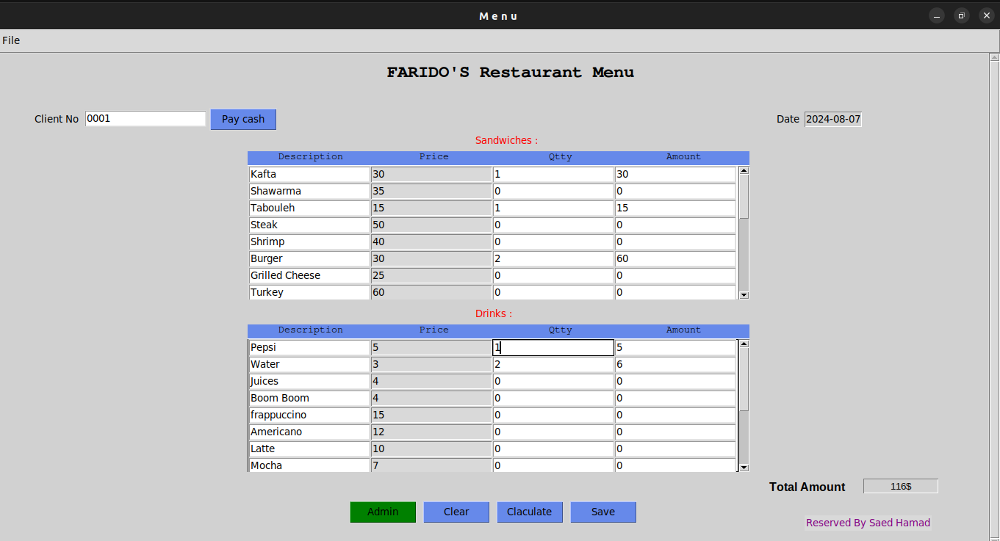 Menu
File
FARIDO'S Restaurant Menu
Client No 0001 Pay cash Date 2024-08-07
Sandwiches :
Description Price Qtty Amount
Kafta 30 1 30
Shawarma 35 0 0
Tabouleh 15 1 15
Steak 50 0 0
Shrimp 40 0 0
Burger 30 2 60
Grilled Cheese 25 0 0
Turkey 60 0 0
Drinks :
Description Price Qtty Amount
Pepsi 5 1 5
Water 3 2 6
Juices 4 0 0
Boom Boom 4 0 0
frappuccino 15 0 0
Americano 12 0 0
Latte 10 0 0
Mocha 7 0 0
Total Amount 116$
Admin Clear Claculate Save
Reserved By Saed Hamad